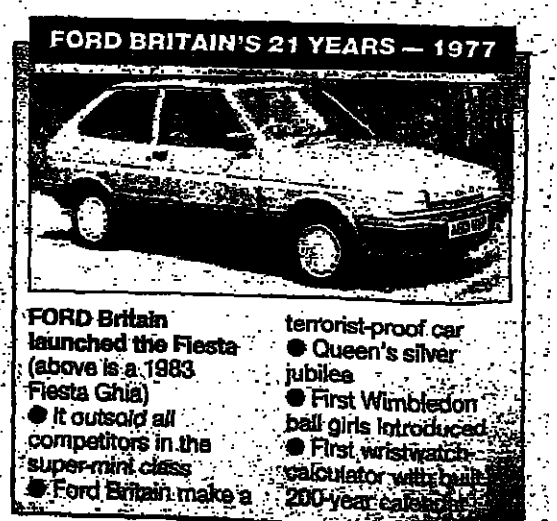 FORD BRITAIN'S 21 YEARS — 1977
FORD Britain
launched the Fiesta
(above is a 1983
Fiesta Ghia)
● It outsold all
competitors in the
super-mini class
● Ford Britain make a
terrorist-proof car
● Queen's silver
jubilee
● First Wimbledon
ball girls introduced
● First wristwatch-
calculator with built-
200-year calendar